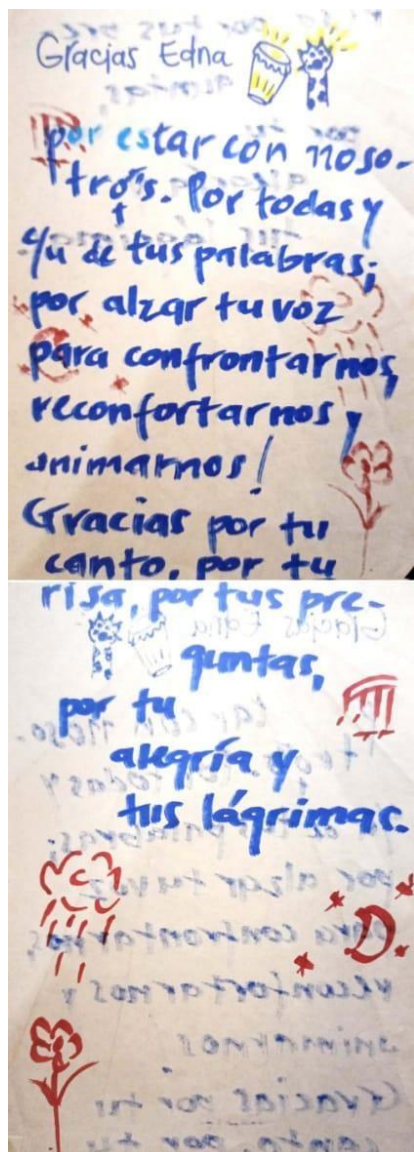 Gracias Edna
por estar con noso-
trøs. Por todas y
c/u de tus palabras;
por alzar tu voz
para confrontarnos,
reconfortarnos y
animarnos!
Gracias por tu
canto, por tu
risa, por tus pre-
guntas,
por tu
alegría y
tus lágrimas.